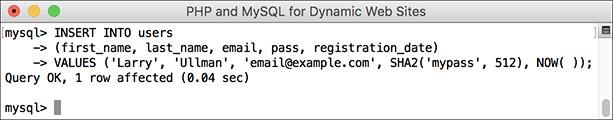 PHP and MySQL for Dynamic Web Sites
mysql> INSERT INTO users
    -> (first_name, last_name, email, pass, registration_date)
    -> VALUES ('Larry', 'Ullman', 'email@example.com', SHA2('mypass', 512), NOW( ));
Query OK, 1 row affected (0.04 sec)
mysql>